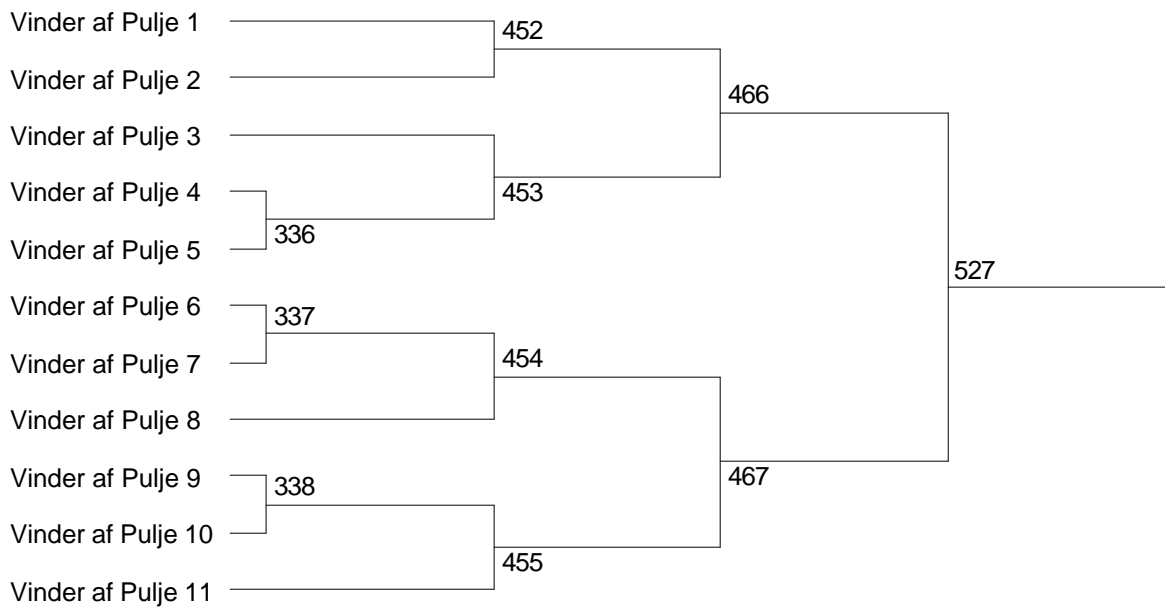 Vinder af Pulje 1
452
Vinder af Pulje 2
466
Vinder af Pulje 3
453
Vinder af Pulje 4
336
Vinder af Pulje 5
527
Vinder af Pulje 6
337
Vinder af Pulje 7
454
Vinder af Pulje 8
467
Vinder af Pulje 9
338
Vinder af Pulje 10
455
Vinder af Pulje 11